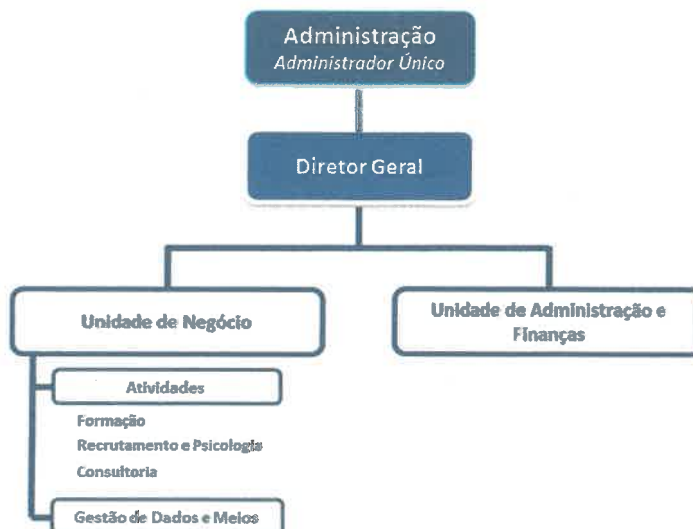 Administração
Administrador Único
Diretor Geral
Unidade de Negócio
Unidade de Administração e
Finanças
Atividades
Formação
Recrutamento e Psicologia
Consultoria
Gestão de Dados e Meios